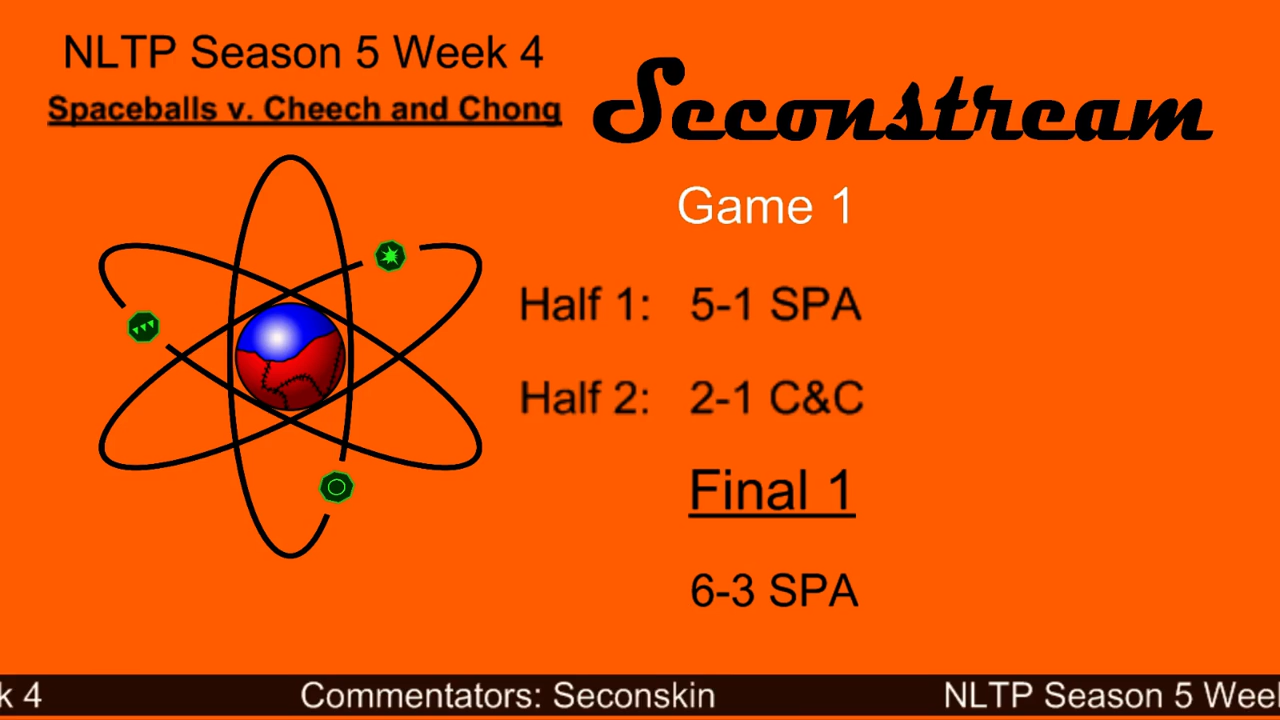 NLTP Season 5 Week 4
Spaceballs v. Cheech and Chong
Seconstream
Game 1
Half 1: 5-1 SPA
Half 2: 2-1 C&C
Final 1
6-3 SPA
k 4 Commentators: Seconskin NLTP Season 5 Week